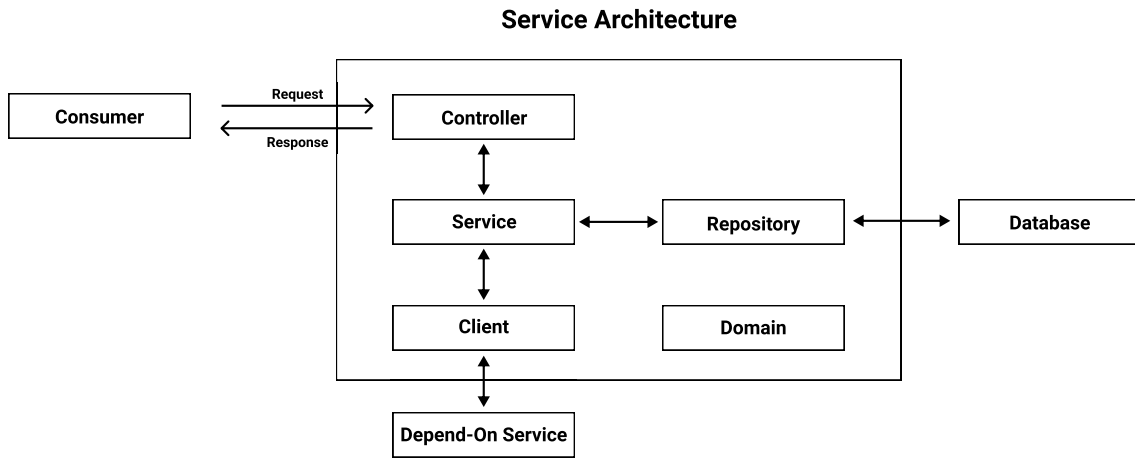 Service Architecture
Request
Consumer
Controller
Response
Service
Repository
Database
Client
Domain
Depend-On Service